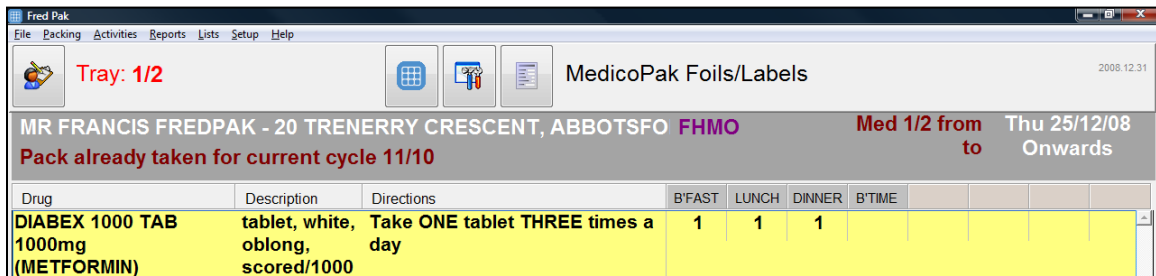 Fred Pak
File Packing Activities Reports Lists Setup Help
Tray: 1/2
MedicoPak Foils/Labels
2008.12.31
MR FRANCIS FREDPAK - 20 TRENERRY CRESCENT, ABBOTSFO FHMO Med 1/2 from Thu 25/12/08
Pack already taken for current cycle 11/10 to Onwards
Drug Description Directions B'FAST LUNCH DINNER B'TIME
DIABEX 1000 TAB tablet, white, Take ONE tablet THREE times a 1 1 1
1000mg oblong, day
(METFORMIN) scored/1000